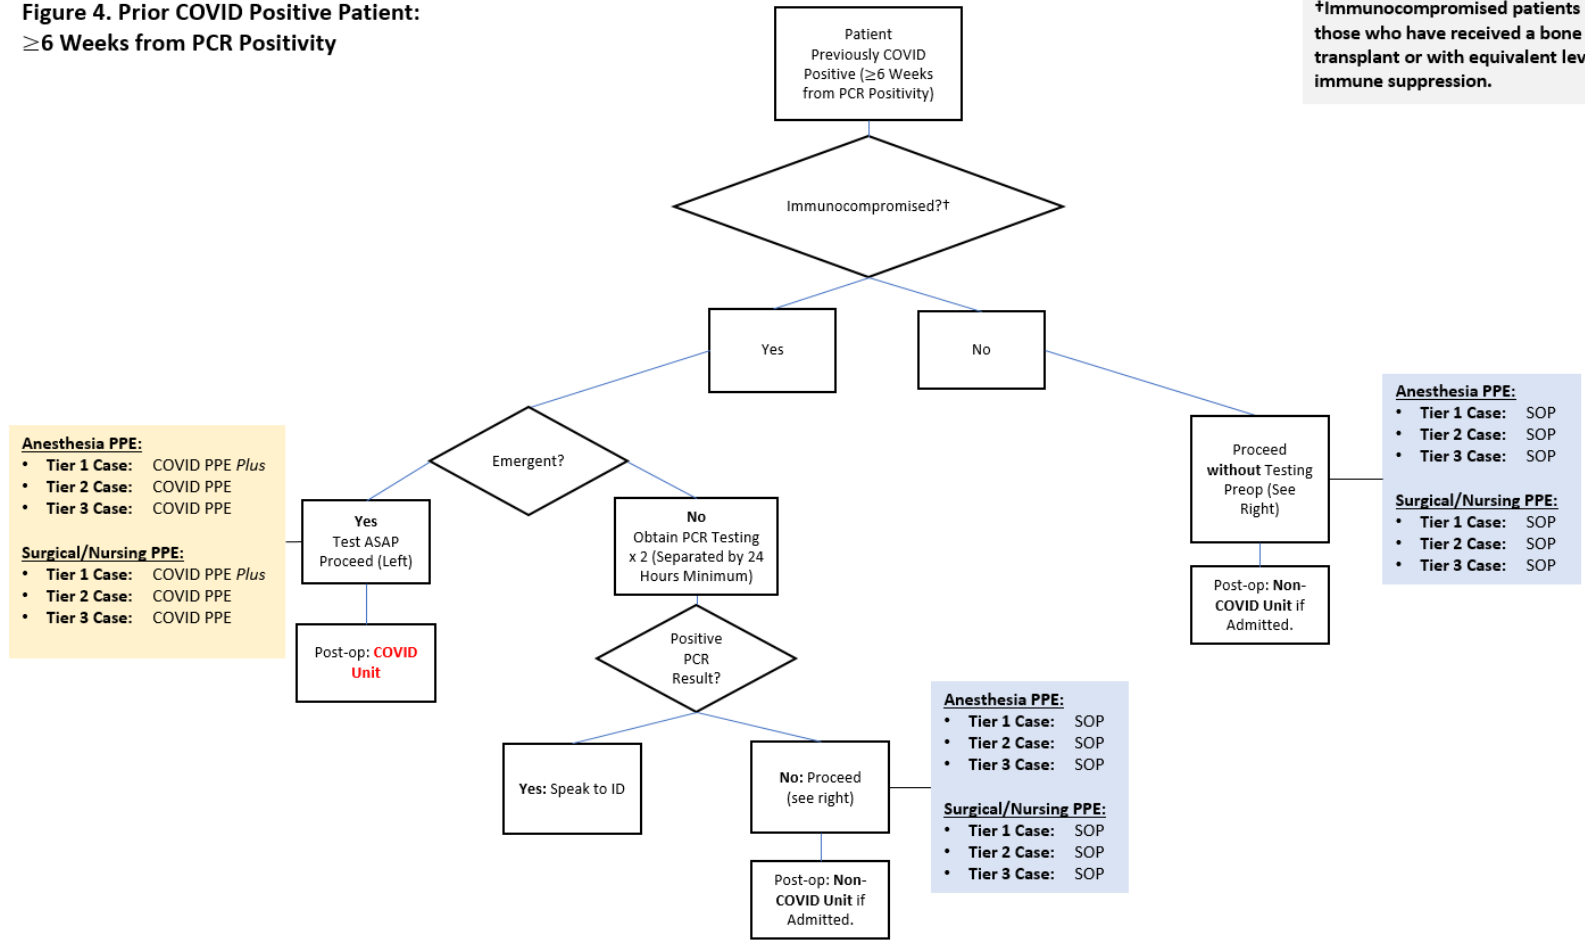 Figure 4. Prior COVID Positive Patient:
≥6 Weeks from PCR Positivity
†Immunocompromised patients
those who have received a bone
transplant or with equivalent
immune suppression.
Patient
Previously COVID
Positive (≥6 Weeks
from PCR Positivity)
Immunocompromised?†
Yes
No
Emergent?
Anesthesia PPE:
• Tier 1 Case: COVID PPE Plus
• Tier 2 Case: COVID PPE
• Tier 3 Case: COVID PPE
Surgical/Nursing PPE:
• Tier 1 Case: COVID PPE Plus
• Tier 2 Case: COVID PPE
• Tier 3 Case: COVID PPE
Yes
Test ASAP
Proceed (Left)
Post-op: COVID
Unit
No
Obtain PCR Testing
x 2 (Separated by 24
Hours Minimum)
Positive
PCR
Result?
Yes: Speak to ID
No: Proceed
(see right)
Post-op: Non-
COVID Unit if
Admitted.
Anesthesia PPE:
• Tier 1 Case: SOP
• Tier 2 Case: SOP
• Tier 3 Case: SOP
Surgical/Nursing PPE:
• Tier 1 Case: SOP
• Tier 2 Case: SOP
• Tier 3 Case: SOP
Proceed
without Testing
Preop (See
Right)
Post-op: Non-
COVID Unit if
Admitted.
Anesthesia PPE:
• Tier 1 Case: SOP
• Tier 2 Case: SOP
• Tier 3 Case: SOP
Surgical/Nursing PPE:
• Tier 1 Case: SOP
• Tier 2 Case: SOP
• Tier 3 Case: SOP